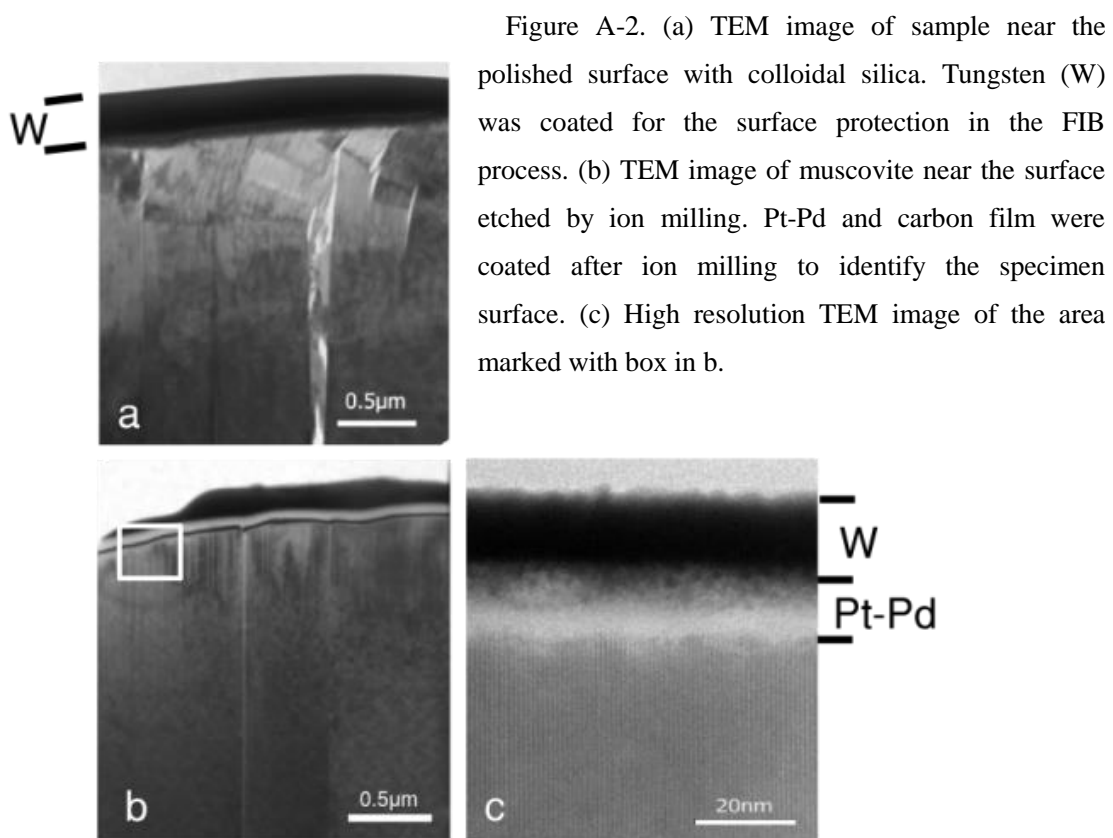 Figure A-2. (a) TEM image of sample near the
polished surface with colloidal silica. Tungsten (W)
was coated for the surface protection in the FIB
process. (b) TEM image of muscovite near the surface
etched by ion milling. Pt-Pd and carbon film were
coated after ion milling to identify the specimen
surface. (c) High resolution TEM image of the area
marked with box in b.
W
0.5μm
a
W
Pt-Pd
b
0.5μm
c
20nm